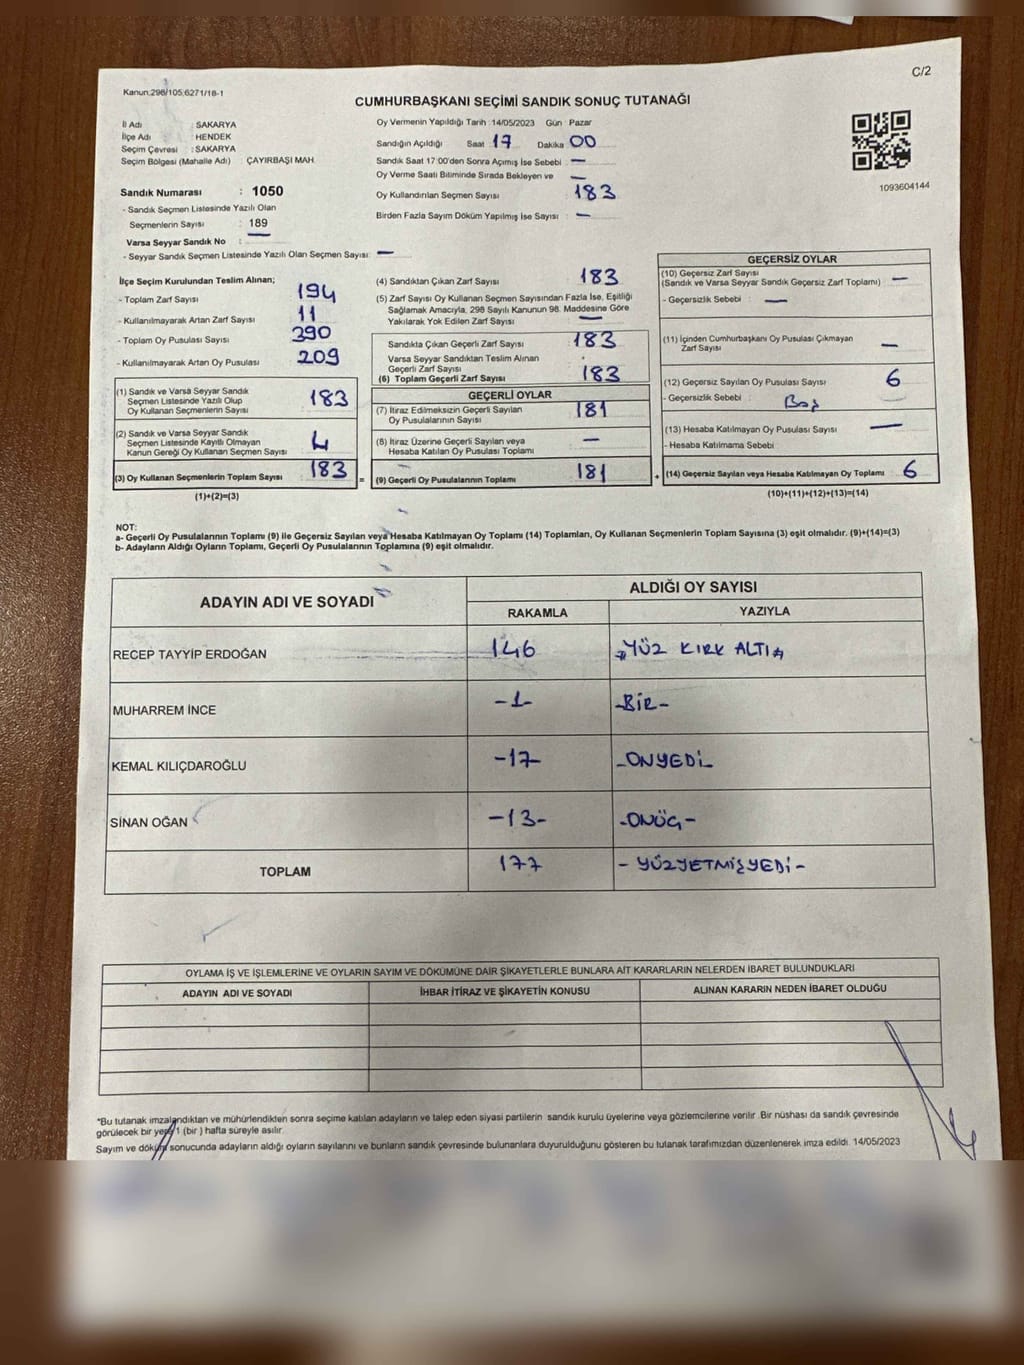 C/2
Kanun:298/105,6271/18-1
CUMHURBAŞKANI SEÇİMİ SANDIK SONUÇ TUTANAĞI
İl Adı : SAKARYA
İlçe Adı : HENDEK
Seçim Çevresi : SAKARYA
Seçim Bölgesi (Mahalle Adı) : ÇAYIRBAŞI MAH.
Sandık Numarası : 1050
- Sandık Seçmen Listesinde Yazılı Olan
Seçmenlerin Sayısı : 189
Varsa Seyyar Sandık No : —
- Seyyar Sandık Seçmen Listesinde Yazılı Olan Seçmen Sayısı: —
Oy Vermenin Yapıldığı Tarih :14/05/2023 Gün : Pazar
Sandığın Açıldığı Saat 17 Dakika 00
Sandık Saat 17:00'den Sonra Açımış İse Sebebi : —
Oy Verme Saati Bitiminde Sırada Bekleyen ve : —
Oy Kullandırılan Seçmen Sayısı : 183
Birden Fazla Sayım Döküm Yapılmış İse Sayısı : —
1093604144
İlçe Seçim Kurulundan Teslim Alınan;
- Toplam Zarf Sayısı : 194
- Kullanılmayarak Artan Zarf Sayısı : 11
- Toplam Oy Pusulası Sayısı : 390
- Kullanılmayarak Artan Oy Pusulası : 209
(1) Sandık ve Varsa Seyyar Sandık
Seçmen Listesinde Yazılı Olup
Oy Kullanan Seçmenlerin Sayısı : 183
(2) Sandık ve Varsa Seyyar Sandık
Seçmen Listesinde Kayıtlı Olmayan
Kanun Gereği Oy Kullanan Seçmen Sayısı : 4
(3) Oy Kullanan Seçmenlerin Toplam Sayısı : 183
(1)+(2)=(3)
=
(4) Sandıktan Çıkan Zarf Sayısı : 183
(5) Zarf Sayısı Oy Kullanan Seçmen Sayısından Fazla İse, Eşitliği
Sağlamak Amacıyla, 298 Sayılı Kanunun 98. Maddesine Göre
Yakılarak Yok Edilen Zarf Sayısı : —
Sandıkta Çıkan Geçerli Zarf Sayısı : 183
Varsa Seyyar Sandıktan Teslim Alınan
Geçerli Zarf Sayısı :
(6) Toplam Geçerli Zarf Sayısı : 183
GEÇERLİ OYLAR
(7) İtiraz Edilmeksizin Geçerli Sayılan
Oy Pusulalarının Sayısı : 181
(8) İtiraz Üzerine Geçerli Sayılan veya
Hesaba Katılan Oy Pusulası Toplamı : —
(9) Geçerli Oy Pusulalarının Toplamı : 181
+
GEÇERSİZ OYLAR
(10) Geçersiz Zarf Sayısı
(Sandık ve Varsa Seyyar Sandık Geçersiz Zarf Toplamı) : —
- Geçersizlik Sebebi : —
(11) İçinden Cumhurbaşkanı Oy Pusulası Çıkmayan
Zarf Sayısı : —
(12) Geçersiz Sayılan Oy Pusulası Sayısı : 6
- Geçersizlik Sebebi : Boş
(13) Hesaba Katılmayan Oy Pusulası Sayısı : —
- Hesaba Katılmama Sebebi :
(14) Geçersiz Sayılan veya Hesaba Katılmayan Oy Toplamı : 6
(10)+(11)+(12)+(13)=(14)
NOT:
a- Geçerli Oy Pusulalarının Toplamı (9) ile Geçersiz Sayılan veya Hesaba Katılmayan Oy Toplamı (14) Toplamları, Oy Kullanan Seçmenlerin Toplam Sayısına (3) eşit olmalıdır. (9)+(14)=(3)
b- Adayların Aldığı Oyların Toplamı, Geçerli Oy Pusulalarının Toplamına (9) eşit olmalıdır.
ADAYIN ADI VE SOYADI
ALDIĞI OY SAYISI
RAKAMLA YAZIYLA
RECEP TAYYİP ERDOĞAN 146 YÜZ KIRK ALTI
MUHARREM İNCE -1- -BİR-
KEMAL KILIÇDAROĞLU -17- -ONYEDİ-
SİNAN OĞAN -13- -ONÜÇ-
TOPLAM 177 -YÜZYETMİŞYEDİ-
OYLAMA İŞ VE İŞLEMLERİNE VE OYLARIN SAYIM VE DÖKÜMÜNE DAİR ŞİKAYETLERLE BUNLARA AİT KARARLARIN NELERDEN İBARET BULUNDUKLARI
ADAYIN ADI VE SOYADI İHBAR İTİRAZ VE ŞİKAYETİN KONUSU ALINAN KARARIN NEDEN İBARET OLDUĞU
*Bu tutanak imzalandıktan ve mühürlendikten sonra seçime katılan adayların ve talep eden siyasi partilerin sandık kurulu üyelerine veya gözlemcilerine verilir .Bir nüshası da sandık çevresinde
görülecek bir yere 1 (bir ) hafta süreyle asılır.
Sayım ve döküm sonucunda adayların aldığı oyların sayılarını ve bunların sandık çevresinde bulunanlara duyurulduğunu gösteren bu tutanak tarafımızdan düzenlenerek imza edildi. 14/05/2023